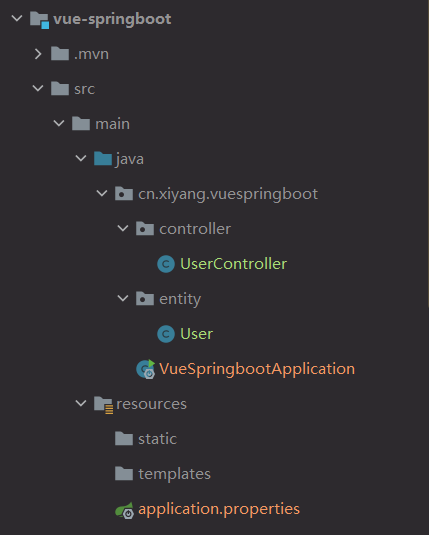 vue-springboot
.mvn
src
main
java
cn.xiyang.vuespringboot
controller
UserController
entity
User
VueSpringbootApplication
resources
static
templates
application.properties